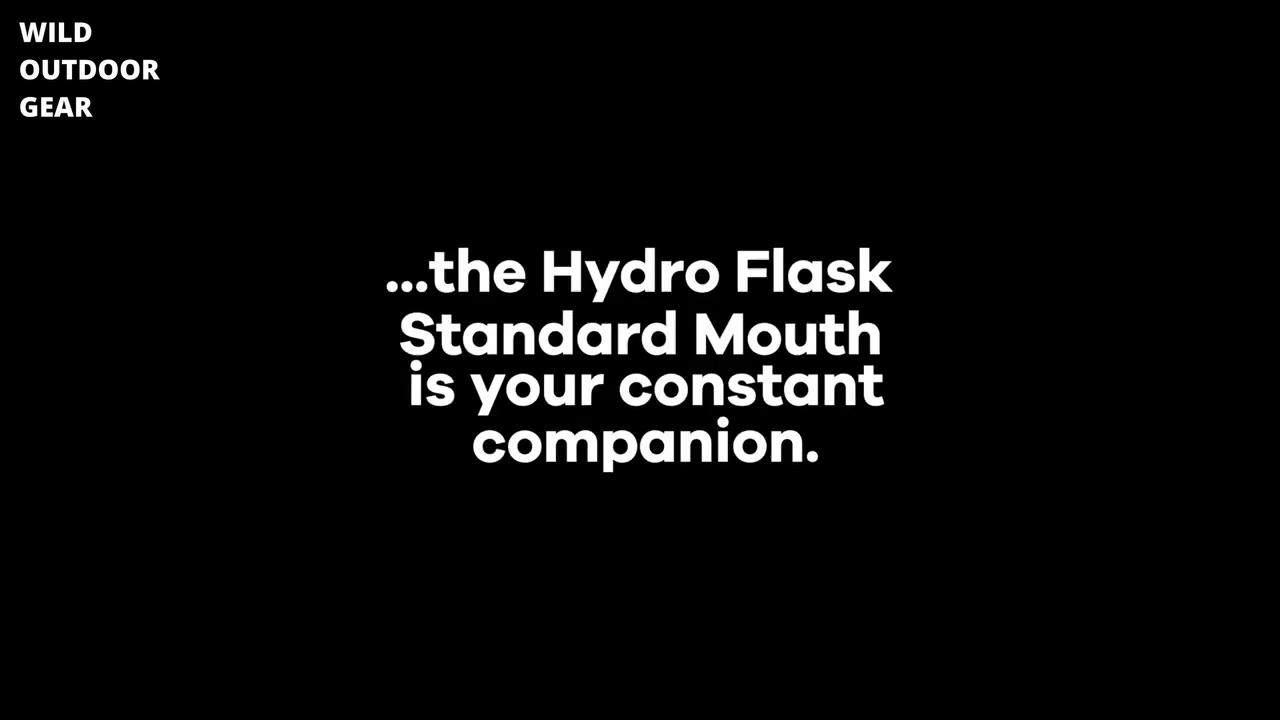 WILD
OUTDOOR
GEAR
...the Hydro Flask
Standard Mouth
is your constant
companion.